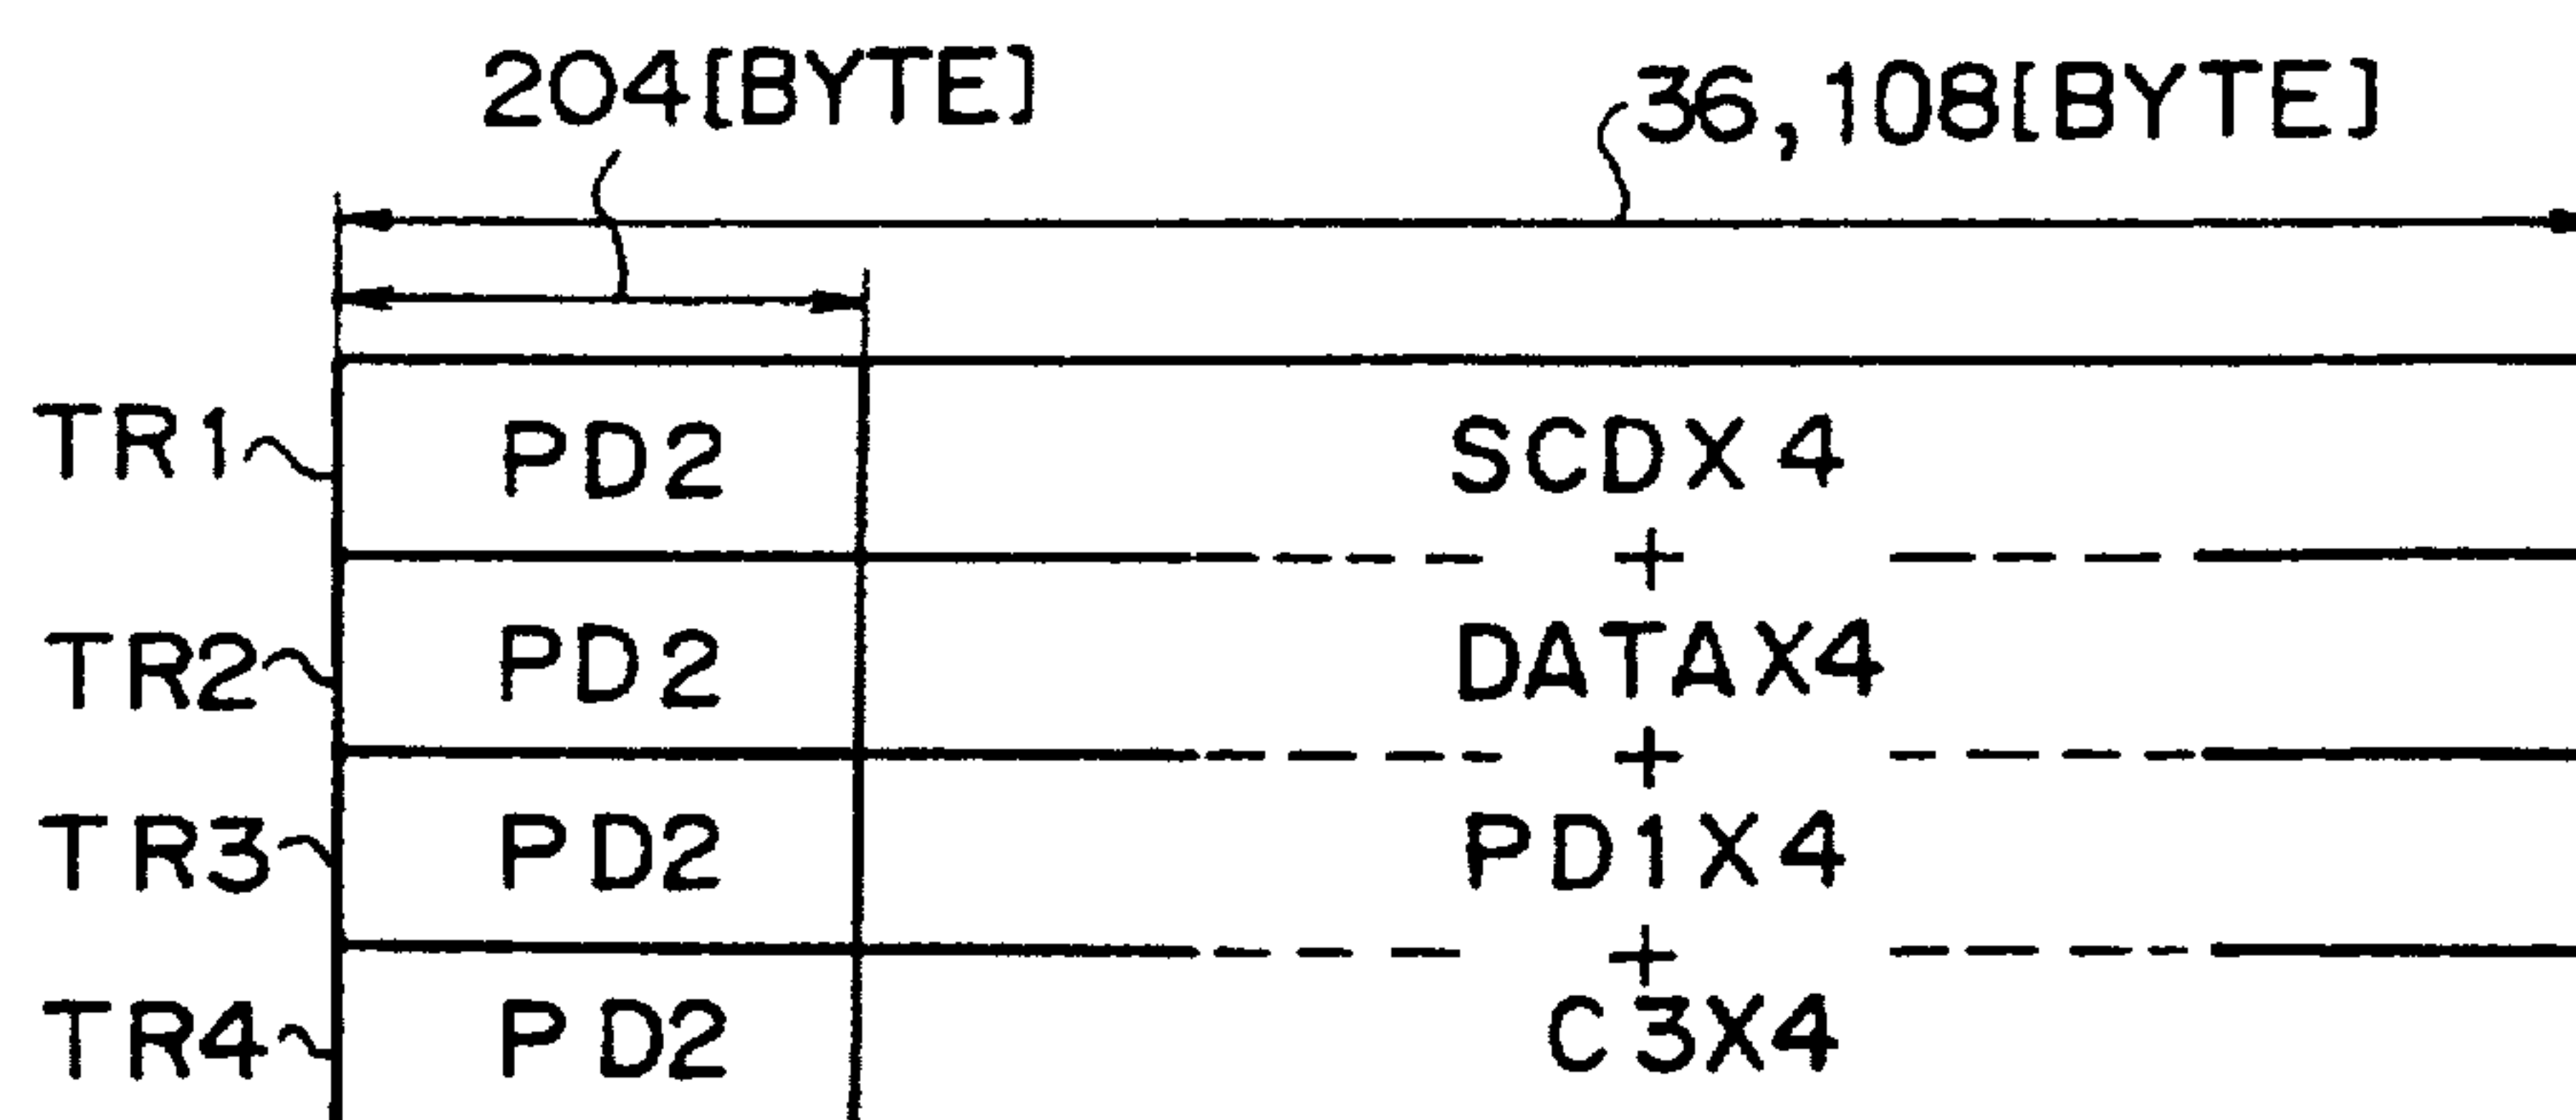 204[BYTE]
36,108[BYTE]
TR1 PD2 SCDX4
+
TR2 PD2 DATAX4
+
TR3 PD2 PD1X4
+
TR4 PD2 C3X4